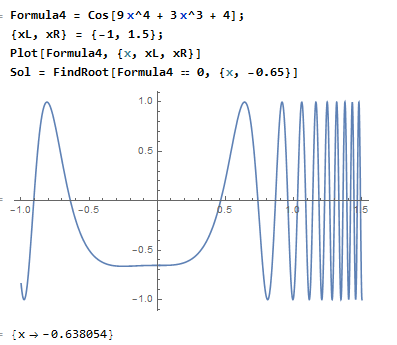 Formula4 = Cos[9 x^4 + 3 x^3 + 4];
{xL, xR} = {-1, 1.5};
Plot[Formula4, {x, xL, xR}]
Sol = FindRoot[Formula4 == 0, {x, -0.65}]
1.0
0.5
-1.0 -0.5 0.5 1.0 1.5
-0.5
-1.0
{x → -0.638054}